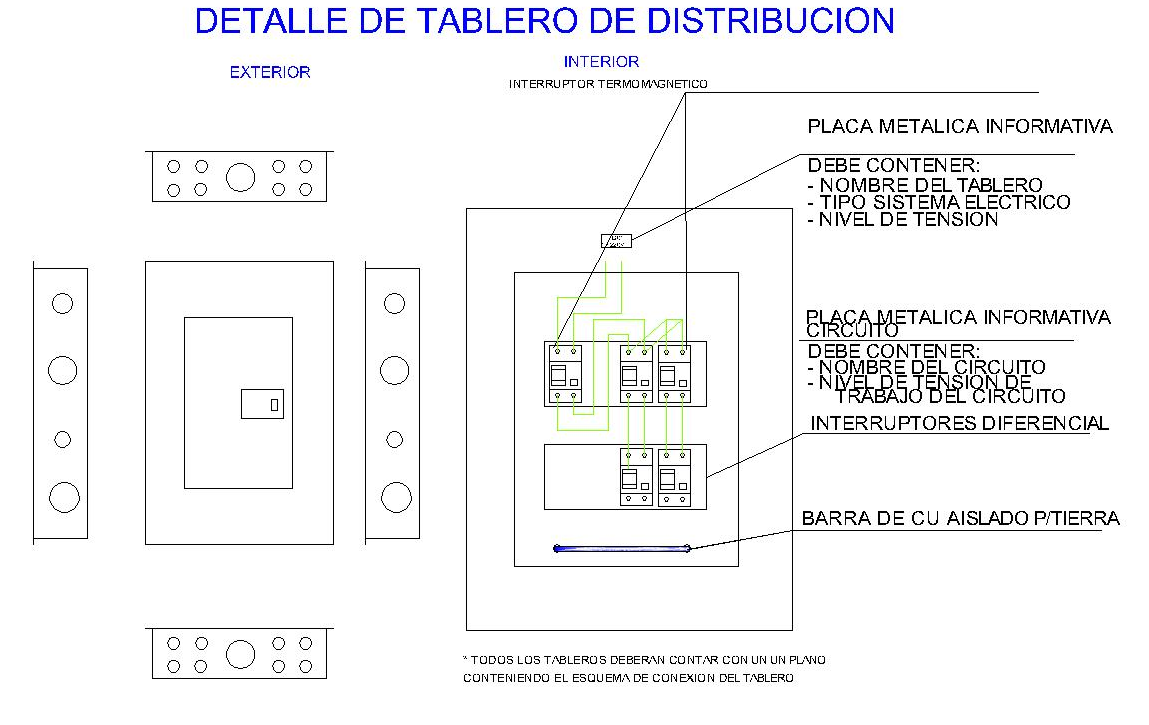 DETALLE DE TABLERO DE DISTRIBUCION
EXTERIOR
INTERIOR
INTERRUPTOR TERMOMAGNETICO
PLACA METALICA INFORMATIVA
DEBE CONTENER:
- NOMBRE DEL TABLERO
- TIPO SISTEMA ELECTRICO
- NIVEL DE TENSION
PLACA METALICA INFORMATIVA
CIRCUITO
DEBE CONTENER:
- NOMBRE DEL CIRCUITO
- NIVEL DE TENSION DE
TRABAJO DEL CIRCUITO
INTERRUPTORES DIFERENCIAL
BARRA DE CU AISLADO P/TIERRA
* TODOS LOS TABLEROS DEBERAN CONTAR CON UN UN PLANO
CONTENIENDO EL ESQUEMA DE CONEXION DEL TABLERO